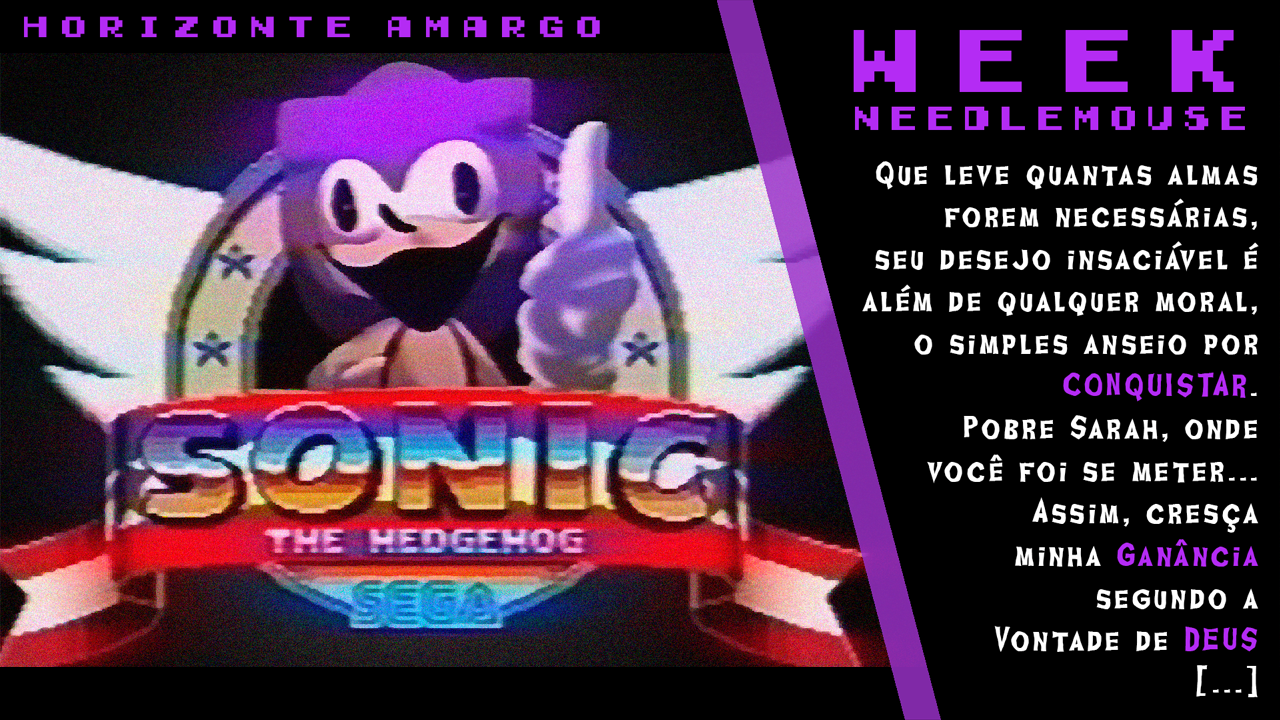 HORIZONTE AMARGO
WEEK
NEEDLEMOUSE
Que leve quantas almas
forem necessárias,
seu desejo insaciável é
além de qualquer moral,
o simples anseio por
CONQUISTAR.
Pobre Sarah, onde
você foi se meter...
Assim, cresça
minha Ganância
segundo a
Vontade de DEUS
[...]
SONIC
THE HEDGEHOG
SEGA